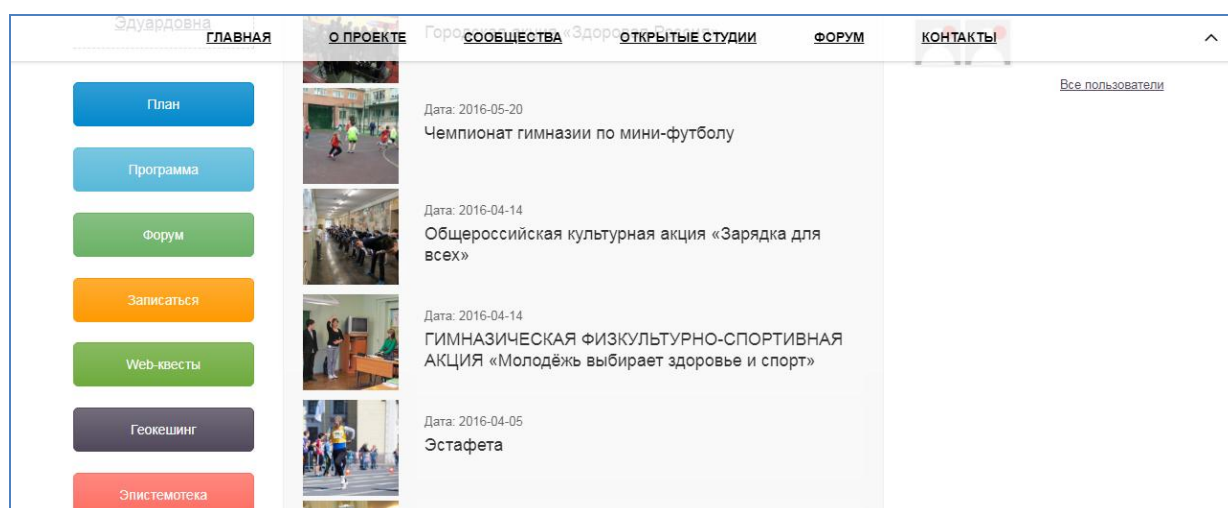 Эдуардовна
ГЛАВНАЯ О ПРОЕКТЕ СООБЩЕСТВА ОТКРЫТЫЕ СТУДИИ ФОРУМ КОНТАКТЫ
План
Программа
Форум
Записаться
Web-квесты
Геокешинг
Эпистемотека
Дата: 2016-05-20
Чемпионат гимназии по мини-футболу
Дата: 2016-04-14
Общероссийская культурная акция «Зарядка для
всех»
Дата: 2016-04-14
ГИМНАЗИЧЕСКАЯ ФИЗКУЛЬТУРНО-СПОРТИВНАЯ
АКЦИЯ «Молодёжь выбирает здоровье и спорт»
Дата: 2016-04-05
Эстафета
Все пользователи